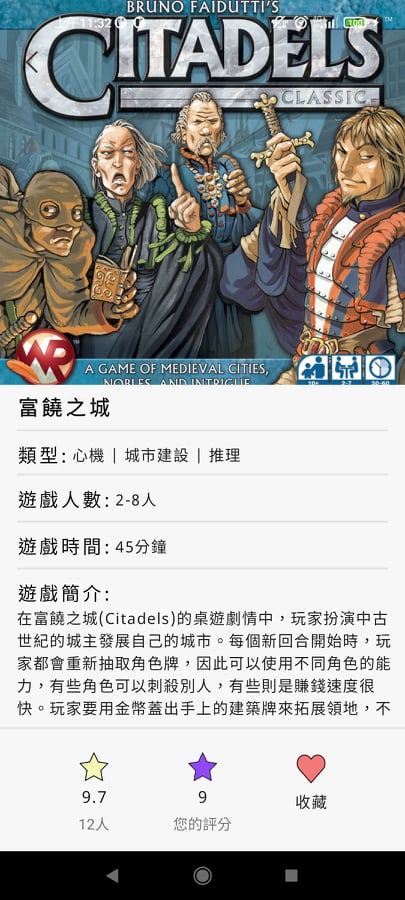 BRUNO FAIDUTTI'S
11:32
100
CITADELS
CLASSIC
A GAME OF MEDIEVAL CITIES,
NOBLES, AND INTRIGUE
10+ 2-7 30-60
富饒之城
類型: 心機 | 城市建設 | 推理
遊戲人數: 2-8人
遊戲時間: 45分鐘
遊戲簡介:
在富饒之城(Citadels)的桌遊劇情中，玩家扮演中古
世紀的城主發展自己的城市。每個新回合開始時，玩
家都會重新抽取角色牌，因此可以使用不同角色的能
力，有些角色可以刺殺別人，有些則是賺錢速度很
快。玩家要用金幣蓋出手上的建築牌來拓展領地，不
9.7
12人
9
您的評分
收藏